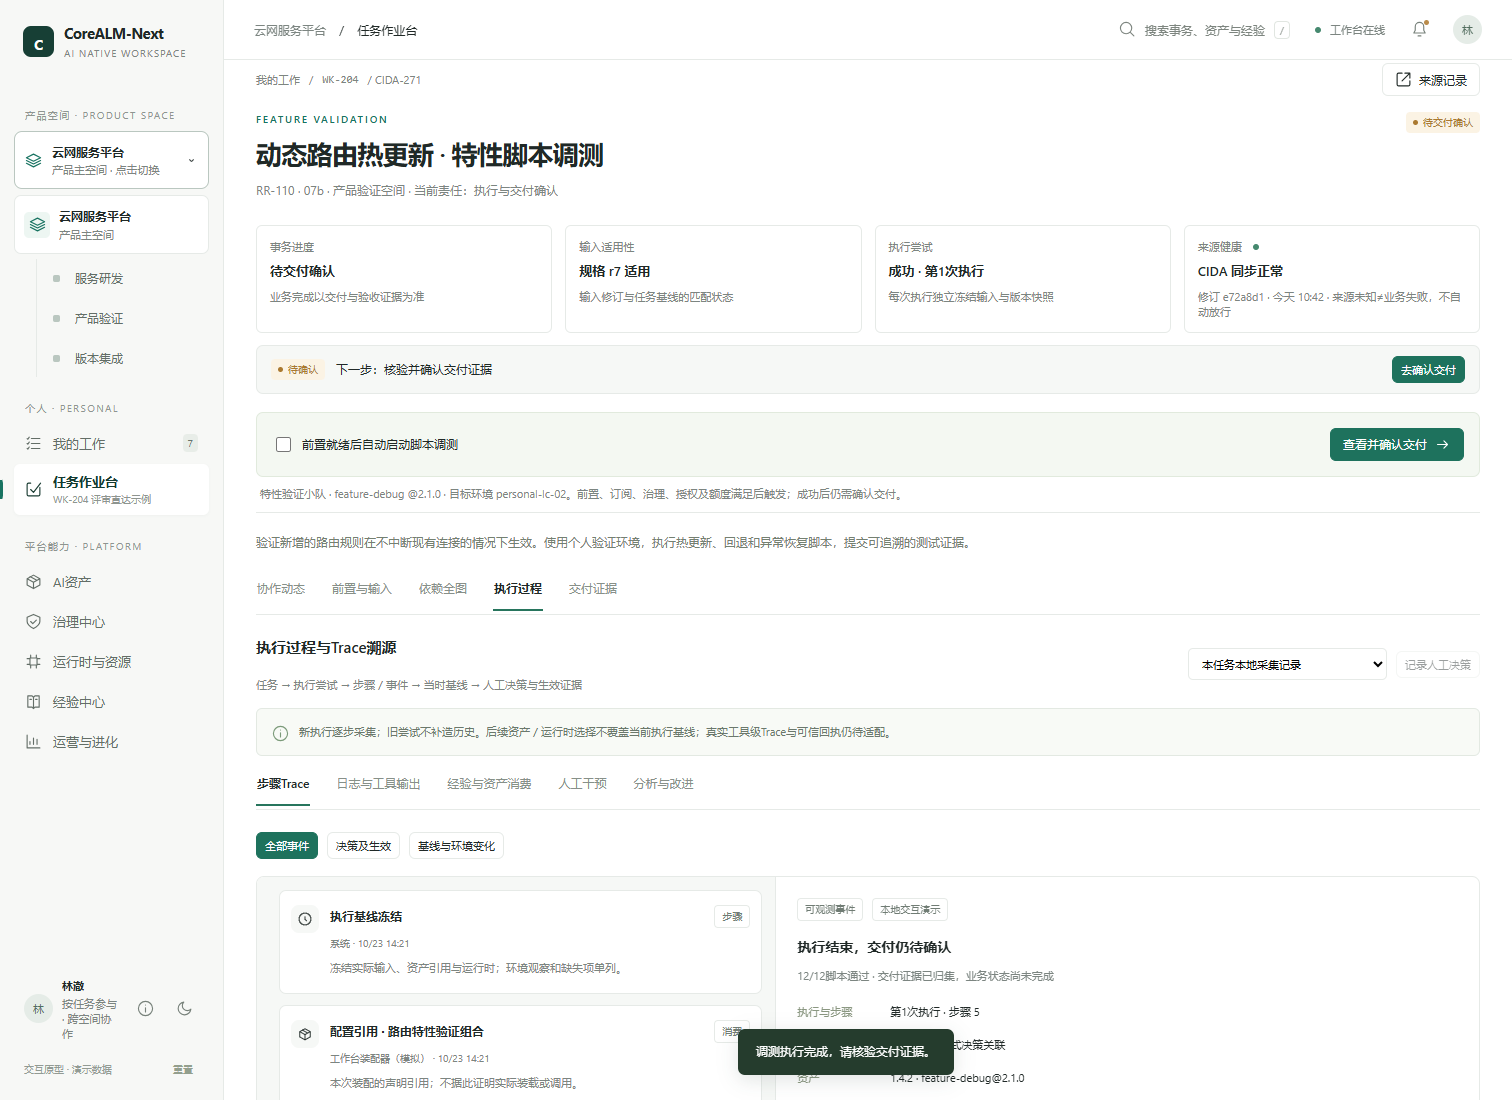 C
CoreALM-Next
AI NATIVE WORKSPACE
产品空间 · PRODUCT SPACE
云网服务平台
产品主空间 · 点击切换
云网服务平台
产品主空间
服务研发
产品验证
版本集成
个人 · PERSONAL
我的工作
7
任务作业台
WK-204 评审直达示例
平台能力 · PLATFORM
AI资产
治理中心
运行时与资源
经验中心
运营与进化
林
林澈
按任务参与
· 跨空间协
作
交互原型 · 演示数据
重置
云网服务平台 / 任务作业台
搜索事务、资产与经验 /
工作台在线
林
我的工作 / WK-204 / CIDA-271
来源记录
FEATURE VALIDATION
待交付确认
动态路由热更新 · 特性脚本调测
RR-110 · 07b · 产品验证空间 · 当前责任：执行与交付确认
事务进度
待交付确认
业务完成以交付与验收证据为准
输入适用性
规格 r7 适用
输入修订与任务基线的匹配状态
执行尝试
成功 · 第1次执行
每次执行独立冻结输入与版本快照
来源健康
CIDA 同步正常
修订 e72a8d1 · 今天 10:42 · 来源未知≠业务失败，不自
动放行
待确认
下一步：核验并确认交付证据
去确认交付
前置就绪后自动启动脚本调测
查看并确认交付 →
特性验证小队 · feature-debug @2.1.0 · 目标环境 personal-lc-02。前置、订阅、治理、授权及额度满足后触发；成功后仍需确认交付。
验证新增的路由规则在不中断现有连接的情况下生效。使用个人验证环境，执行热更新、回退和异常恢复脚本，提交可追溯的测试证据。
协作动态
前置与输入
依赖全图
执行过程
交付证据
执行过程与Trace溯源
任务 → 执行尝试 → 步骤 / 事件 → 当时基线 → 人工决策与生效证据
本任务本地采集记录
记录人工决策
新执行逐步采集；旧尝试不补造历史。后续资产 / 运行时选择不覆盖当前执行基线；真实工具级Trace与可信回执仍待适配。
步骤Trace
日志与工具输出
经验与资产消费
人工干预
分析与改进
全部事件
决策及生效
基线与环境变化
执行基线冻结
步骤
系统 · 10/23 14:21
冻结实际输入、资产引用与运行时；环境观察和缺失项单列。
配置引用 · 路由特性验证组合
消费
工作台装配器（模拟） · 10/23 14:21
本次装配的声明引用；不据此证明实际装载或调用。
可观测事件
本地交互演示
执行结束，交付仍待确认
12/12脚本通过 · 交付证据已归集，业务状态尚未完成
执行与步骤
第1次执行 · 步骤 5
式决策关联
资产
1.4.2 · feature-debug@2.1.0
调测执行完成，请核验交付证据。